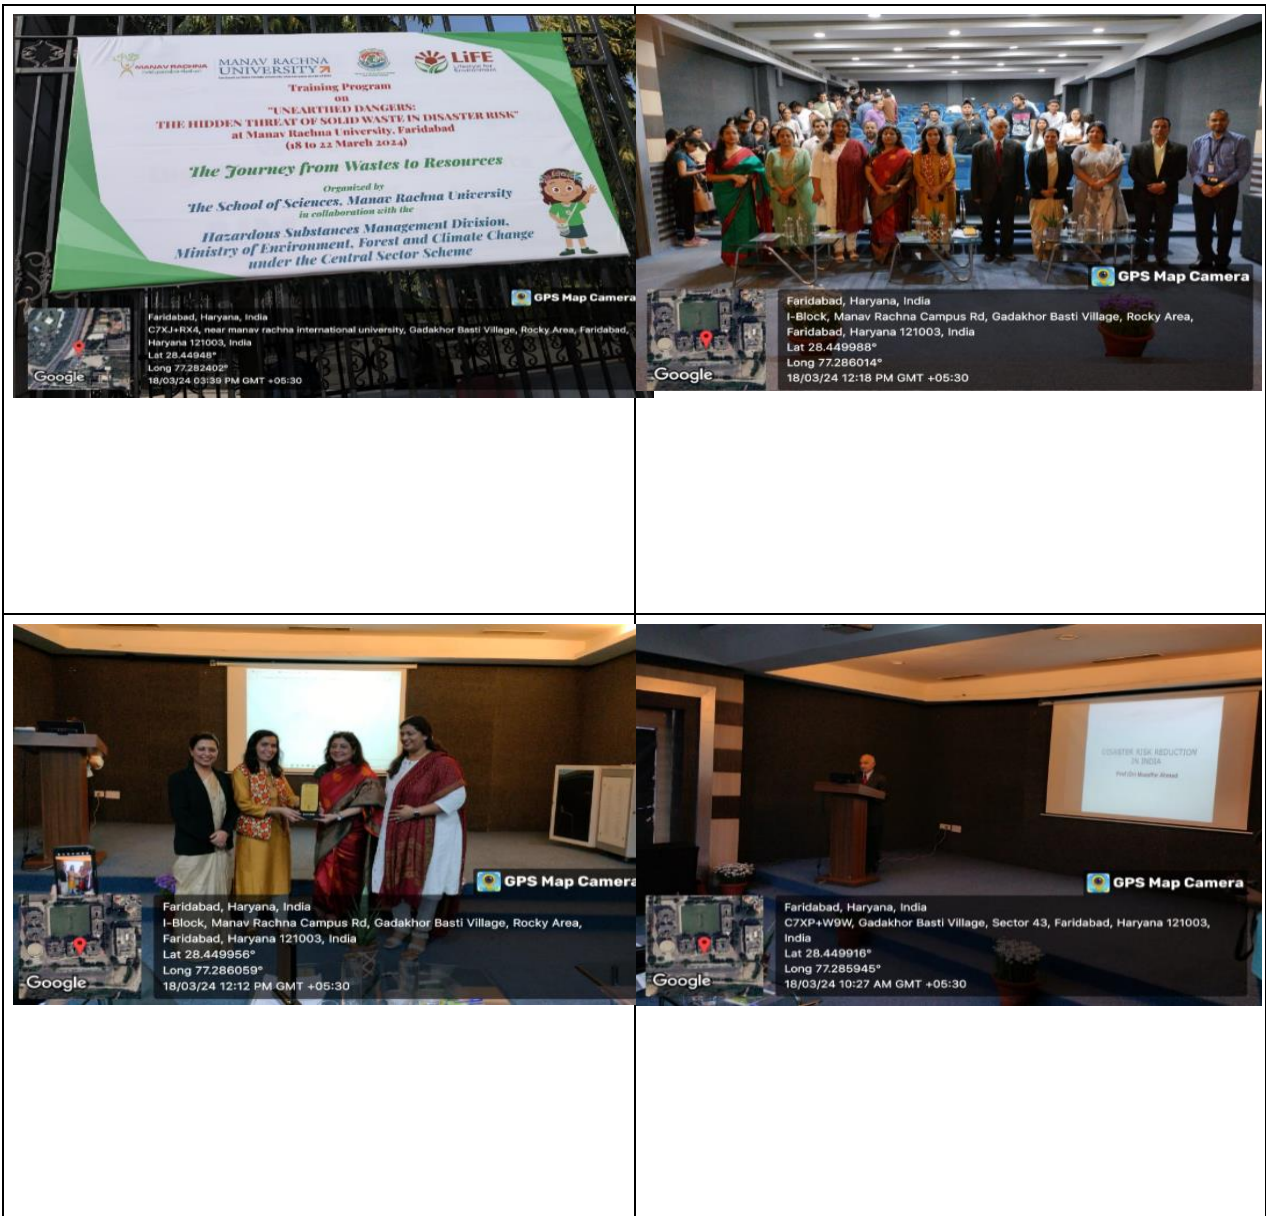 MANAV RACHNA
MANAV RACHNA
UNIVERSITY
LiFE
Lifestyle for
Environment
Training Program
on
"UNEARTHED DANGERS:
THE HIDDEN THREAT OF SOLID WASTE IN DISASTER RISK"
at Manav Rachna University, Faridabad
(18 to 22 March 2024)
The Journey from Wastes to Resources
Organized by
The School of Sciences, Manav Rachna University
in collaboration with the
Hazardous Substances Management Division,
Ministry of Environment, Forest and Climate Change
under the Central Sector Scheme
GPS Map Camera
Faridabad, Haryana, India
C7XJ+RX4, near manav rachna international university, Gadakhor Basti Village, Rocky Area, Faridabad,
Haryana 121003, India
Lat 28.44948°
Long 77.282402°
18/03/24 03:39 PM GMT +05:30
Google
GPS Map Camera
Faridabad, Haryana, India
I-Block, Manav Rachna Campus Rd, Gadakhor Basti Village, Rocky Area,
Faridabad, Haryana 121003, India
Lat 28.449988°
Long 77.286014°
18/03/24 12:18 PM GMT +05:30
Google
GPS Map Camera
Faridabad, Haryana, India
I-Block, Manav Rachna Campus Rd, Gadakhor Basti Village, Rocky Area,
Faridabad, Haryana 121003, India
Lat 28.449956°
Long 77.286059°
18/03/24 12:12 PM GMT +05:30
Google
DISASTER RISK REDUCTION
IN INDIA
GPS Map Camera
Faridabad, Haryana, India
C7XP+W9W, Gadakhor Basti Village, Sector 43, Faridabad, Haryana 121003,
India
Lat 28.449916°
Long 77.285945°
18/03/24 10:27 AM GMT +05:30
Google